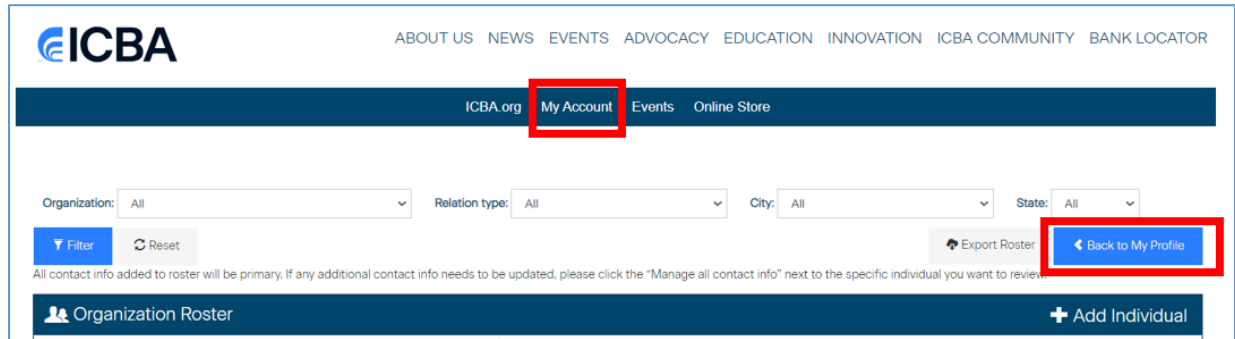 ICBA
ABOUT US NEWS EVENTS ADVOCACY EDUCATION INNOVATION ICBA COMMUNITY BANK LOCATOR
ICBA.org My Account Events Online Store
Organization: All Relation type: All City: All State: All
Filter Reset Export Roster Back to My Profile
All contact info added to roster will be primary. If any additional contact info needs to be updated, please click the "Manage all contact info" next to the specific individual you want to review.
Organization Roster Add Individual